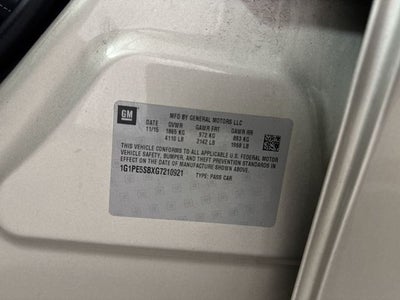 GM
MFD BY GENERAL MOTORS LLC
DATE GVWR GAWR FRT GAWR RR
11/15 1865 KG 972 KG 893 KG
4110 LB 2142 LB 1968 LB
THIS VEHICLE CONFORMS TO ALL APPLICABLE U.S. FEDERAL MOTOR
VEHICLE SAFETY, BUMPER, AND THEFT PREVENTION STANDARDS IN
EFFECT ON THE DATE OF MANUFACTURE SHOWN ABOVE.
1G1PE5SBXG7210921 TYPE: PASS CAR